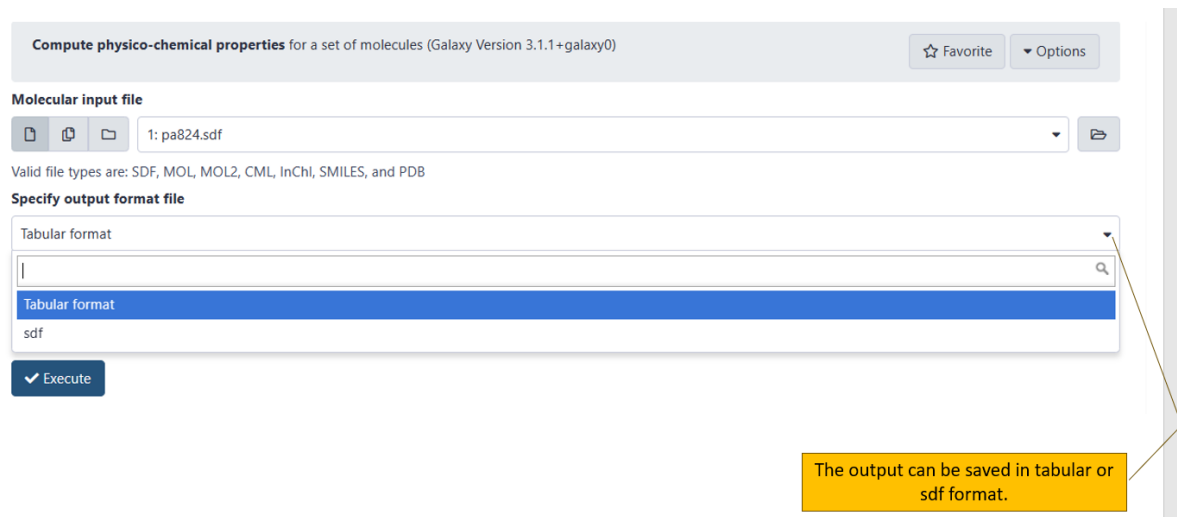 Compute physico-chemical properties for a set of molecules (Galaxy Version 3.1.1+galaxy0)
Favorite
Options
Molecular input file
1: pa824.sdf
Valid file types are: SDF, MOL, MOL2, CML, InChI, SMILES, and PDB
Specify output format file
Tabular format
Tabular format
sdf
Execute
The output can be saved in tabular or
sdf format.